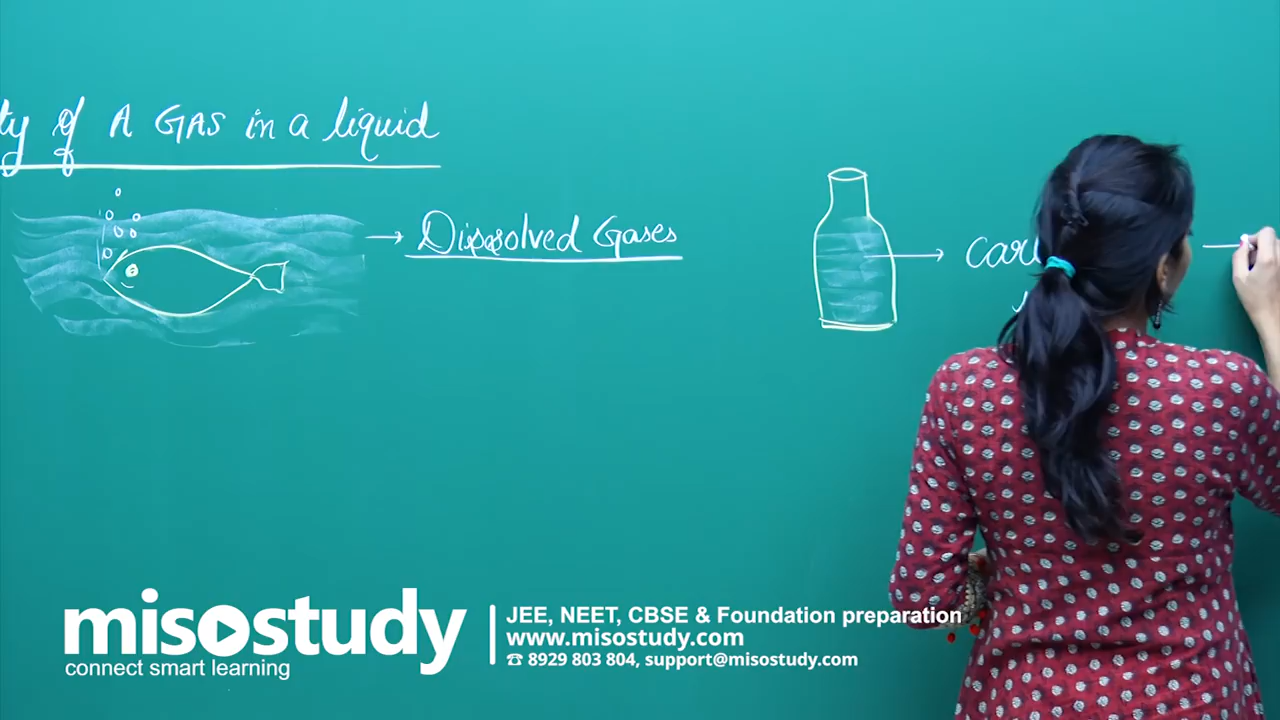 ty of A GAS in a liquid
Dissolved Gases
car
misostudy
connect smart learning
JEE, NEET, CBSE & Foundation preparation
www.misostudy.com
☎ 8929 803 804, support@misostudy.com